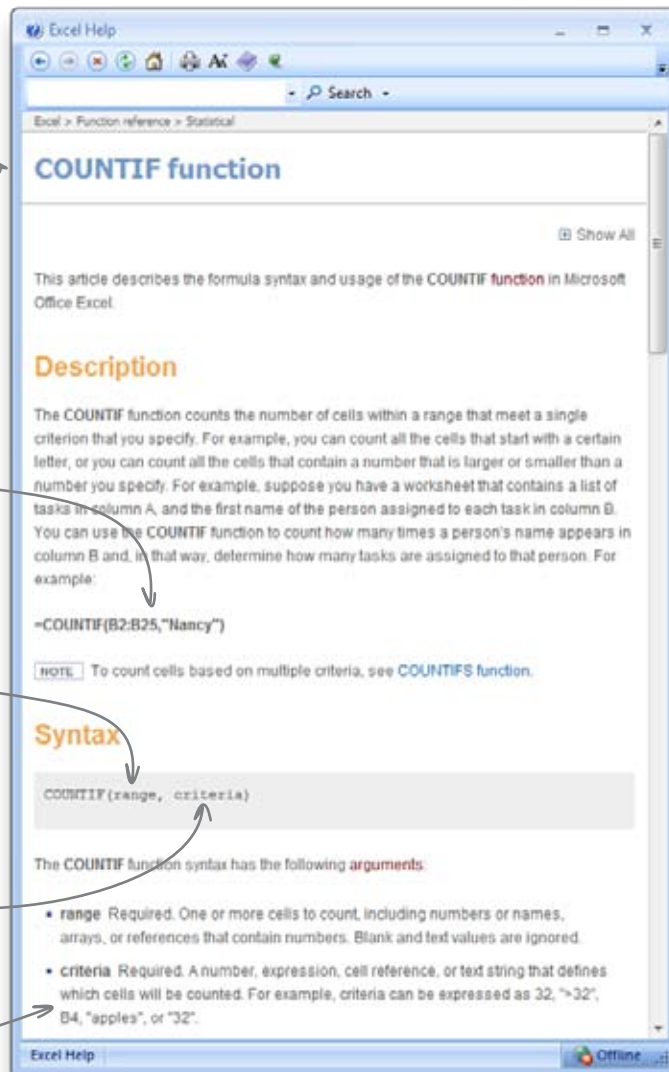 Excel Help
Search
Excel > Function reference > Statistical
COUNTIF function
Show All
This article describes the formula syntax and usage of the COUNTIF function in Microsoft
Office Excel.
Description
The COUNTIF function counts the number of cells within a range that meet a single
criterion that you specify. For example, you can count all the cells that start with a certain
letter, or you can count all the cells that contain a number that is larger or smaller than a
number you specify. For example, suppose you have a worksheet that contains a list of
tasks in column A, and the first name of the person assigned to each task in column B.
You can use the COUNTIF function to count how many times a person's name appears in
column B and, in that way, determine how many tasks are assigned to that person. For
example:
=COUNTIF(B2:B25,"Nancy")
NOTE To count cells based on multiple criteria, see COUNTIFS function.
Syntax
COUNTIF(range, criteria)
The COUNTIF function syntax has the following arguments:
• range Required. One or more cells to count, including numbers or names,
arrays, or references that contain numbers. Blank and text values are ignored.
• criteria Required. A number, expression, cell reference, or text string that defines
which cells will be counted. For example, criteria can be expressed as 32, ">32",
B4, "apples", or "32".
Excel Help
Offline